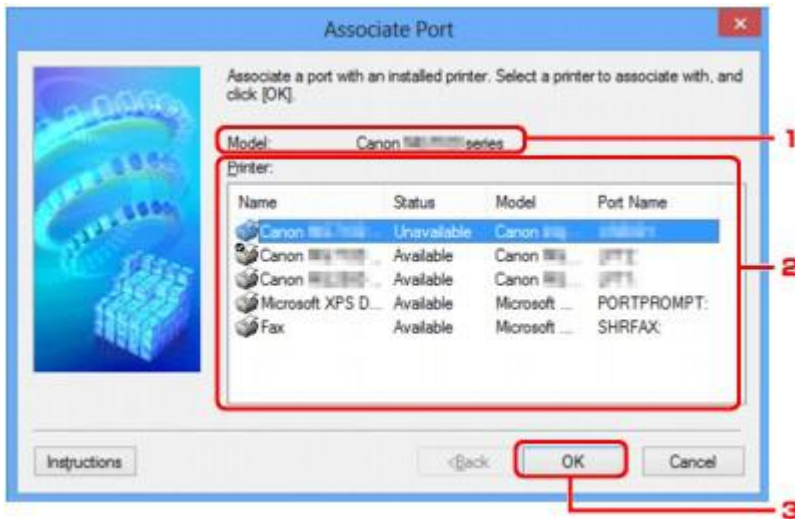 Associate Port
Associate a port with an installed printer. Select a printer to associate with, and
click [OK].
Model: Canon series 1
Printer:
Name Status Model Port Name
Canon Unavailable Canon
Canon Available Canon 2
Canon Available Canon
Microsoft XPS D... Available Microsoft ... PORTPROMPT:
Fax Available Microsoft ... SHRFAX:
Instructions <Back OK Cancel
3